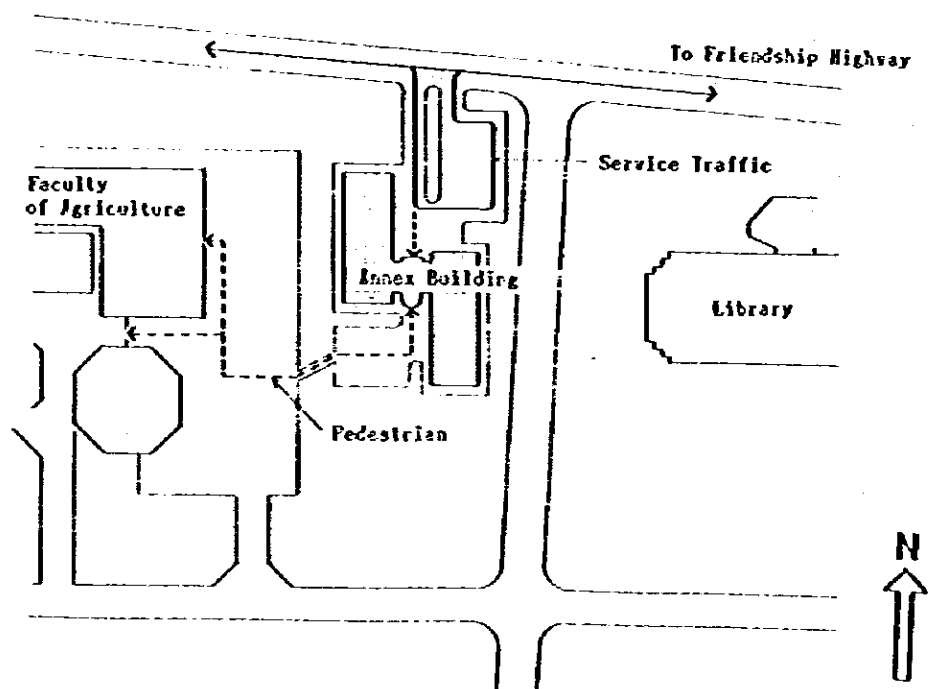 To Friendship Highway
Service Traffic
Faculty
of Agriculture
Annex Building
Library
Pedestrian
N